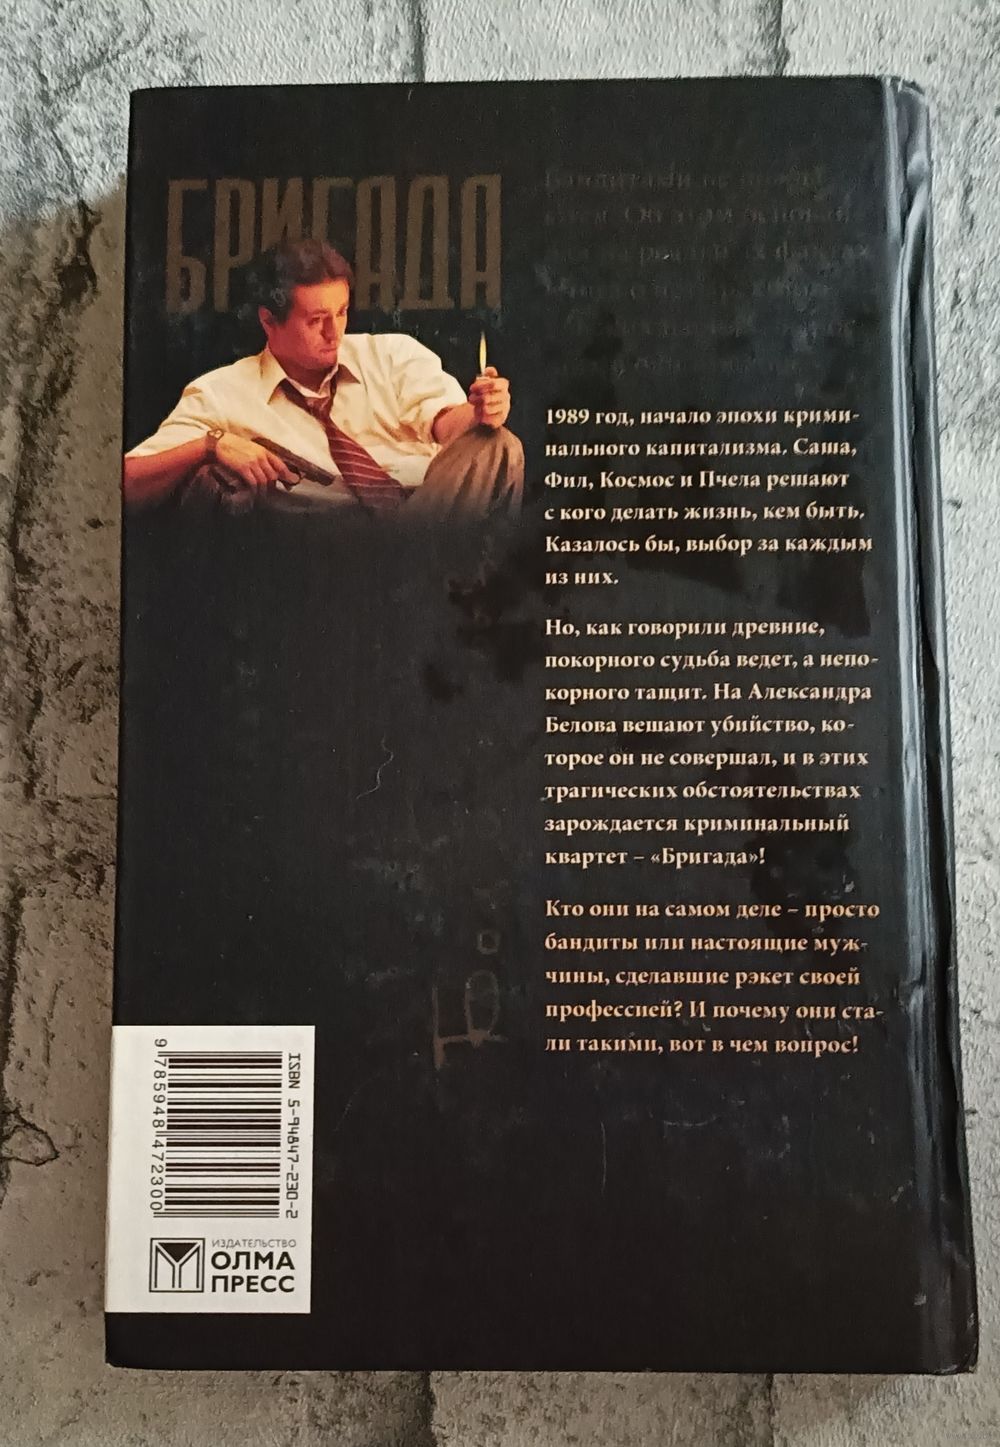 БРИГАДА
1989 год, начало эпохи крими-
нального капитализма. Саша,
Фил, Космос и Пчела решают
с кого делать жизнь, кем быть.
Казалось бы, выбор за каждым
из них.
Но, как говорили древние,
покорного судьба ведет, а непо-
корного тащит. На Александра
Белова вешают убийство, ко-
торое он не совершал, и в этих
трагических обстоятельствах
зарождается криминальный
квартет – «Бригада»!
Кто они на самом деле – просто
бандиты или настоящие муж-
чины, сделавшие рэкет своей
профессией? И почему они ста-
ли такими, вот в чем вопрос!
ISBN 5-94847-230-2
9 785948 472300
ИЗДАТЕЛЬСТВО
ОЛМА
ПРЕСС